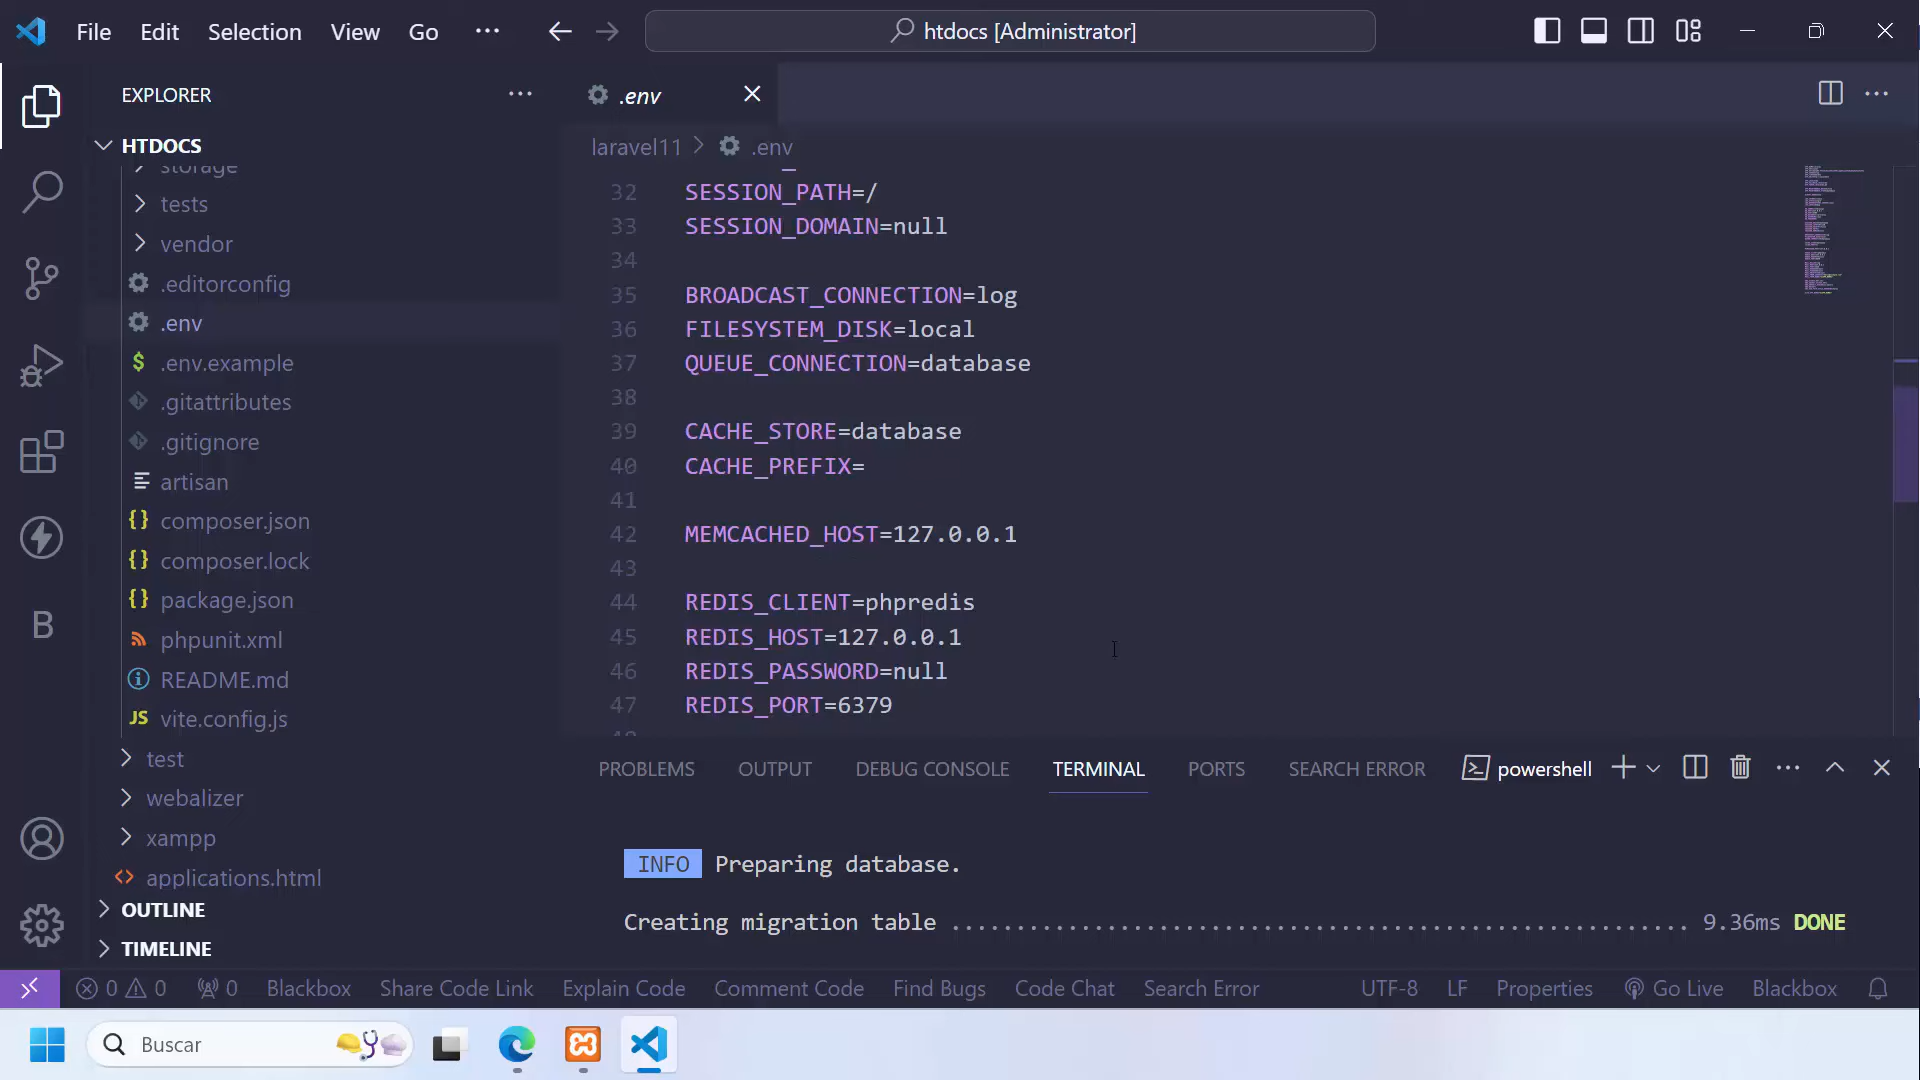 File Edit Selection View Go ··· htdocs [Administrator]
EXPLORER ···
HTDOCS
storage
tests
vendor
.editorconfig
.env
.env.example
.gitattributes
.gitignore
artisan
composer.json
composer.lock
package.json
phpunit.xml
README.md
JS vite.config.js
test
webalizer
xampp
applications.html
OUTLINE
TIMELINE
.env
laravel11 > .env
32 SESSION_PATH=/
33 SESSION_DOMAIN=null
34
35 BROADCAST_CONNECTION=log
36 FILESYSTEM_DISK=local
37 QUEUE_CONNECTION=database
38
39 CACHE_STORE=database
40 CACHE_PREFIX=
41
42 MEMCACHED_HOST=127.0.0.1
43
44 REDIS_CLIENT=phpredis
45 REDIS_HOST=127.0.0.1
46 REDIS_PASSWORD=null
47 REDIS_PORT=6379
PROBLEMS OUTPUT DEBUG CONSOLE TERMINAL PORTS SEARCH ERROR powershell
INFO Preparing database.
Creating migration table ......................................................... 9.36ms DONE
0 0 0 Blackbox Share Code Link Explain Code Comment Code Find Bugs Code Chat Search Error UTF-8 LF Properties Go Live Blackbox
Buscar